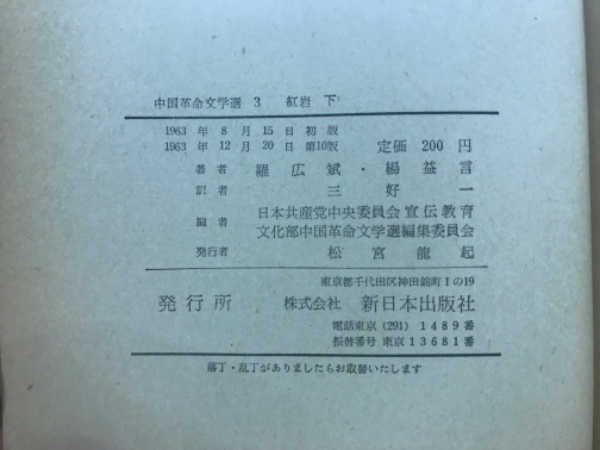 中国革命文学選 3 紅岩 下
1963 年 8 月 15 日 初版
1963 年 12 月 20 日 第10版 定価 200 円
著者 羅広斌・楊益言
訳者 三好一
編者 日本共産党中央委員会宣伝教育
文化部中国革命文学選編集委員会
発行者 松宮龍起
東京都千代田区神田錦町1の19
発行所 株式会社 新日本出版社
電話東京 (291) 1489番
振替番号 東京13681番
落丁・乱丁がありましたらお取替いたします